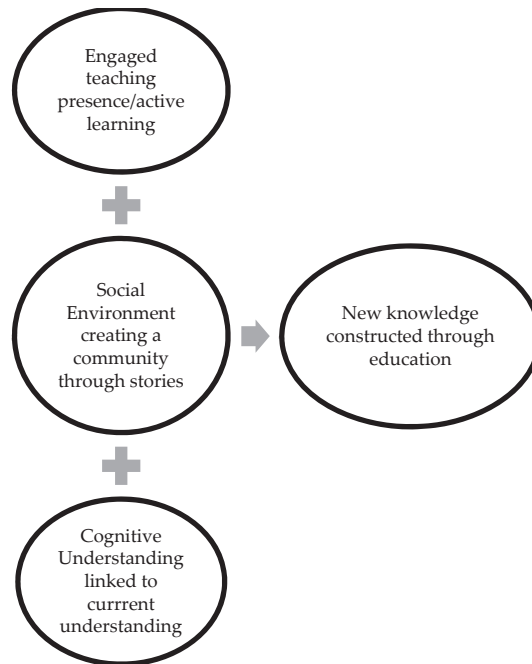 Engaged
teaching
presence/active
learning
Social
Environment
creating a
community
through stories
New knowledge
constructed through
education
Cognitive
Understanding
linked to
currrent
understanding